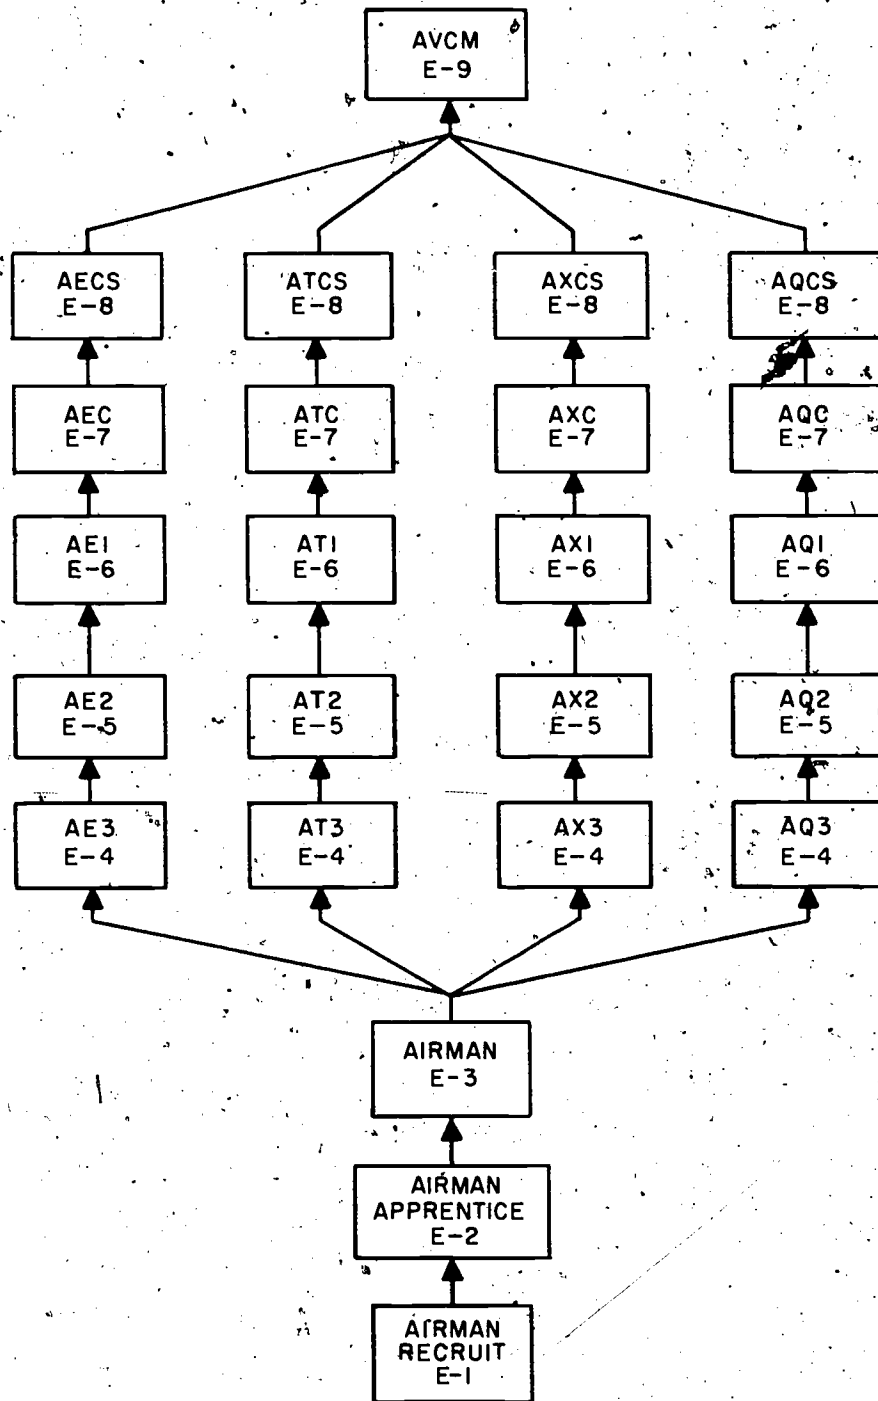 AVCM
E-9
AECS
E-8
ATCS
E-8
AXCS
E-8
AQCS
E-8
AEC
E-7
ATC
E-7
AXC
E-7
AQC
E-7
AE1
E-6
AT1
E-6
AX1
E-6
AQ1
E-6
AE2
E-5
AT2
E-5
AX2
E-5
AQ2
E-5
AE3
E-4
AT3
E-4
AX3
E-4
AQ3
E-4
AIRMAN
E-3
AIRMAN
APPRENTICE
E-2
AIRMAN
RECRUIT
E-1